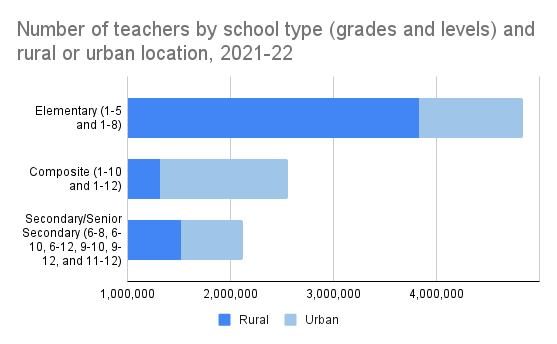 Number of teachers by school type (grades and levels) and
rural or urban location, 2021-22
Elementary (1-5
and 1-8)
Composite (1-10
and 1-12)
Secondary/Senior
Secondary (6-8, 6-
10, 6-12, 9-10, 9-
12, and 11-12)
1,000,000 2,000,000 3,000,000 4,000,000
Rural Urban